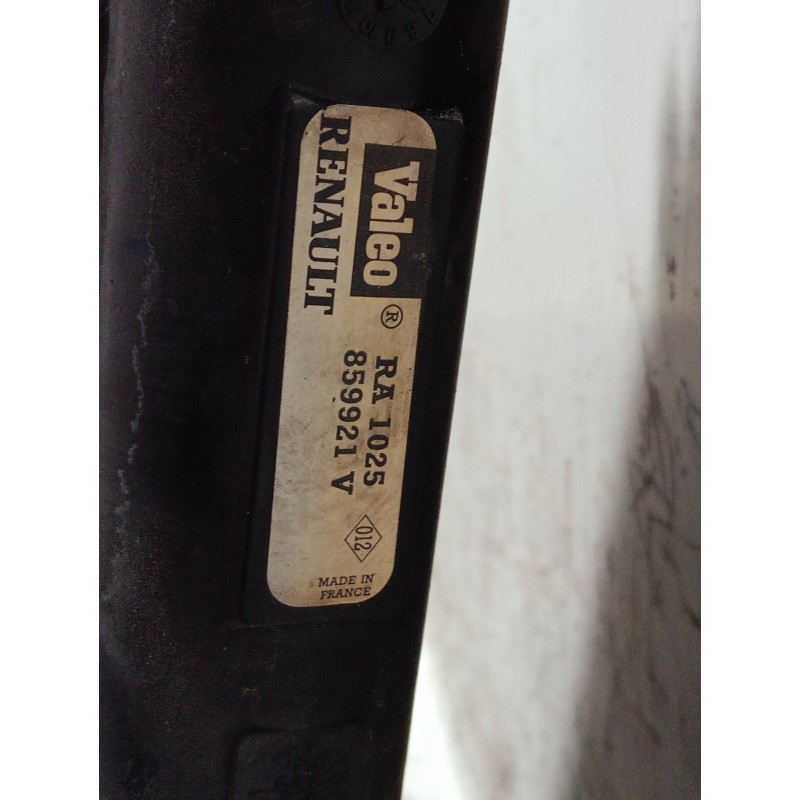 Valeo ®
RENAULT
RA 1025
859921 V
012
MADE IN
FRANCE